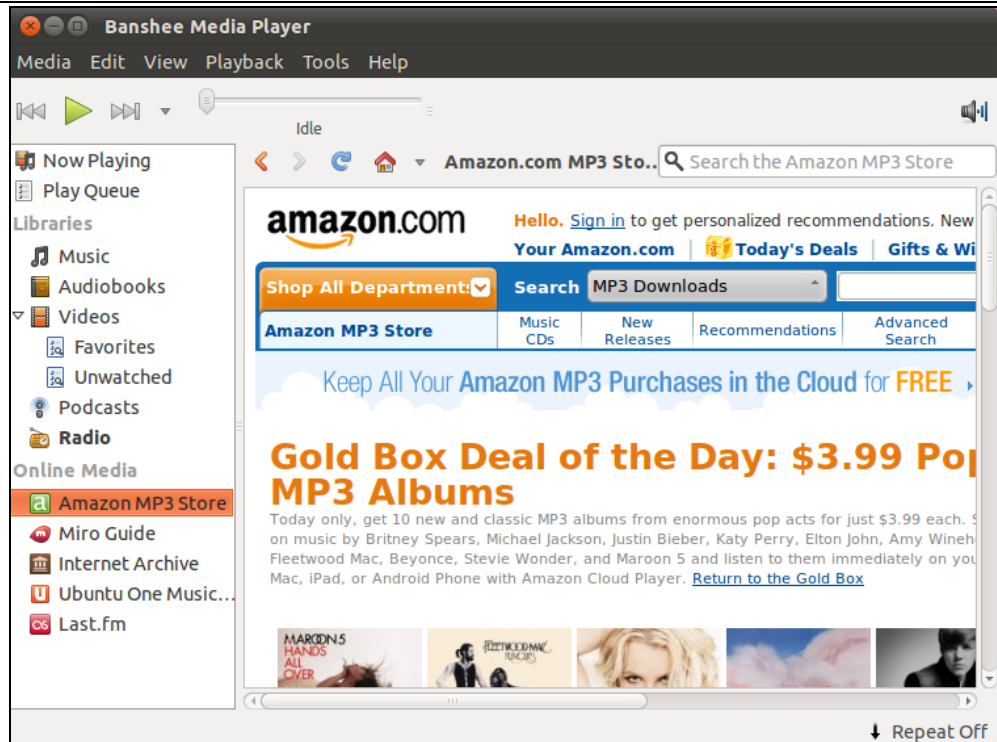 Banshee Media Player
Media Edit View Playback Tools Help
Idle
Now Playing
Play Queue
Libraries
Music
Audiobooks
Videos
Favorites
Unwatched
Podcasts
Radio
Online Media
Amazon MP3 Store
Miro Guide
Internet Archive
Ubuntu One Music...
Last.fm
Amazon.com MP3 Sto.. Search the Amazon MP3 Store
amazon.com
Hello. Sign in to get personalized recommendations. New
Your Amazon.com Today's Deals Gifts & Wi
Shop All Departments Search MP3 Downloads
Amazon MP3 Store Music CDs New Releases Recommendations Advanced Search
Keep All Your Amazon MP3 Purchases in the Cloud for FREE
Gold Box Deal of the Day: $3.99 Pop
MP3 Albums
Today only, get 10 new and classic MP3 albums from enormous pop acts for just $3.99 each. S
on music by Britney Spears, Michael Jackson, Justin Bieber, Katy Perry, Elton John, Amy Wineh
Fleetwood Mac, Beyonce, Stevie Wonder, and Maroon 5 and listen to them immediately on you
Mac, iPad, or Android Phone with Amazon Cloud Player. Return to the Gold Box
MAROON 5
HANDS
ALL
OVER
FLEETWOOD MAC
RUMOURS
Repeat Off